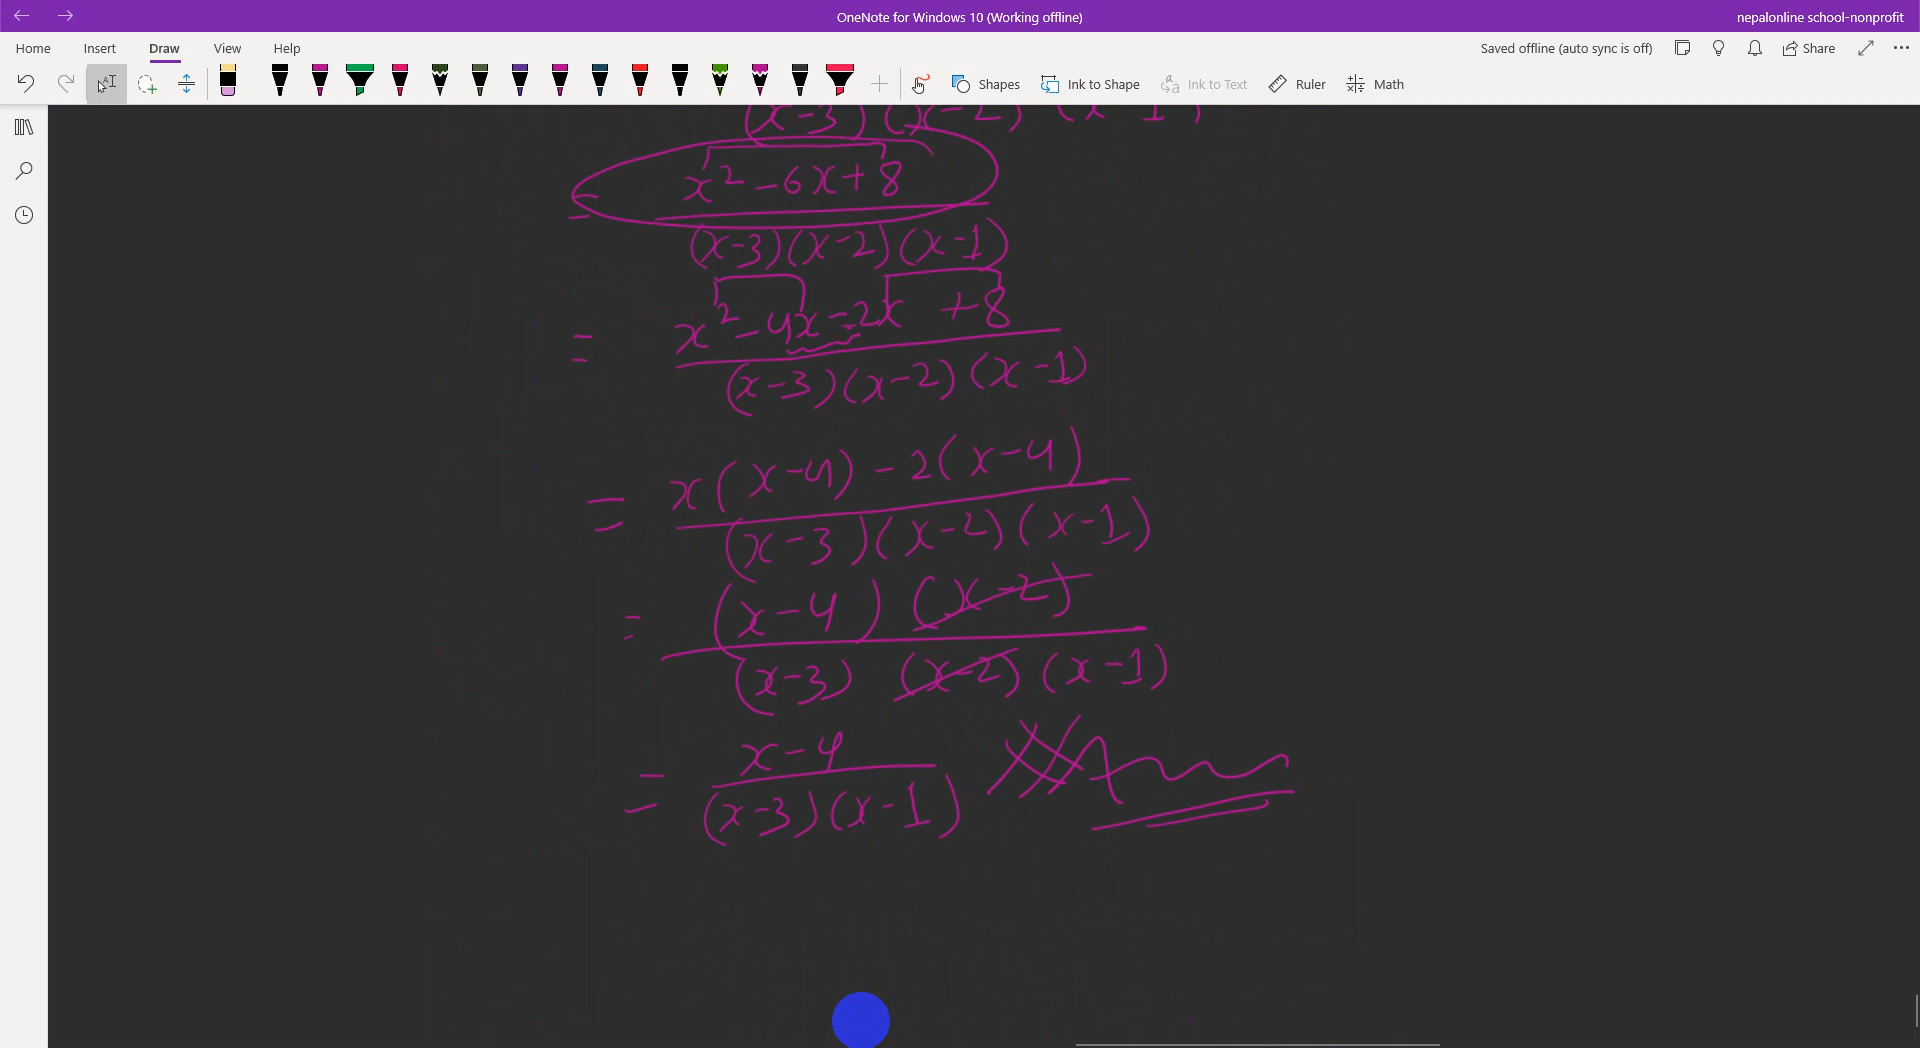 OneNote for Windows 10 (Working offline)
nepalonline school-nonprofit
Home Insert Draw View Help
Saved offline (auto sync is off) Share
Shapes Ink to Shape Ink to Text Ruler Math
(x-3) (x-2) (x-1)
= x² - 6x + 8
(x-3)(x-2)(x-1)
= x² - 4x - 2x + 8
(x-3)(x-2)(x-1)
= x(x-4) - 2(x-4)
(x-3)(x-2)(x-1)
= (x-4) (x-2)
(x-3) (x-2) (x-1)
= x-4
(x-3)(x-1)